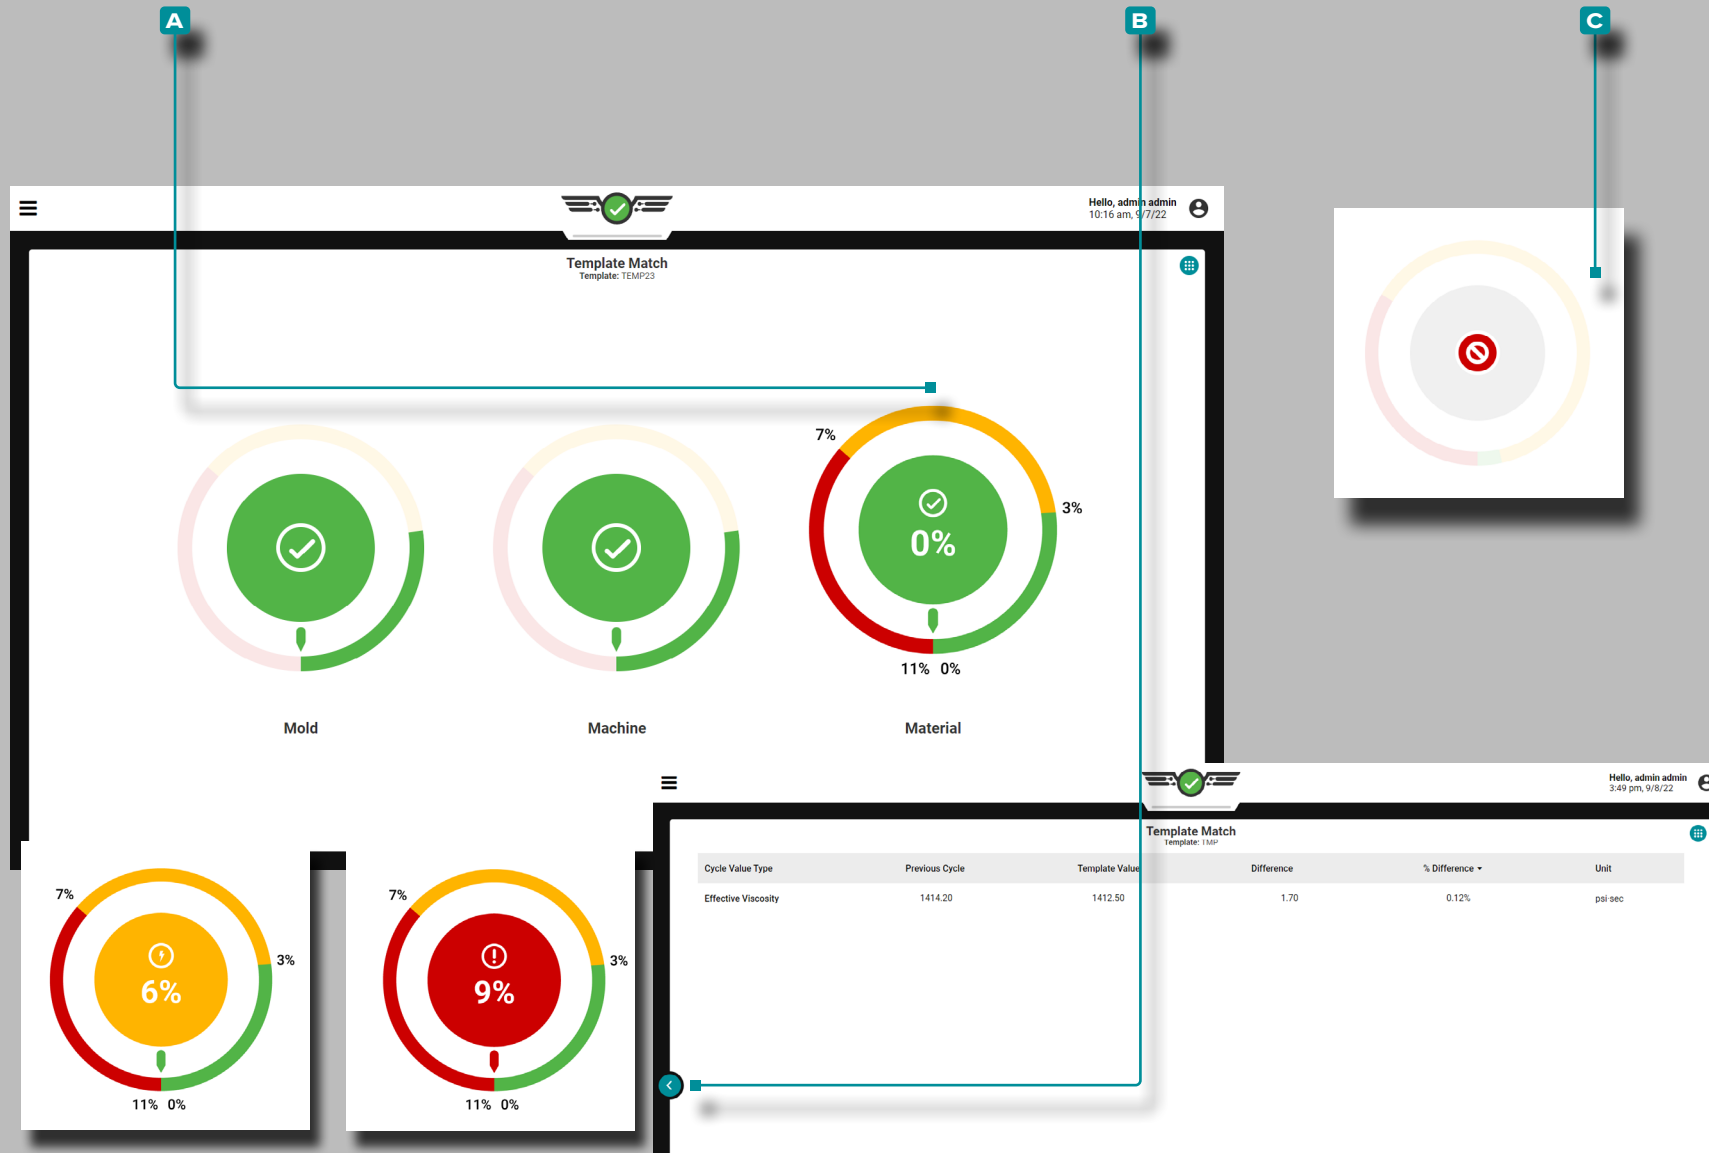 A
B
C
Hello, admin admin
10:16 am, 9/7/22
Template Match
Template: TEMP23
7%
3%
0%
11% 0%
Mold
Machine
Material
Hello, admin admin
3:49 pm, 9/8/22
Template Match
Template: TMP
Cycle Value Type Previous Cycle Template Value Difference % Difference Unit
Effective Viscosity 1414.20 1412.50 1.70 0.12% psi-sec
7%
3%
6%
11% 0%
7%
3%
9%
11% 0%